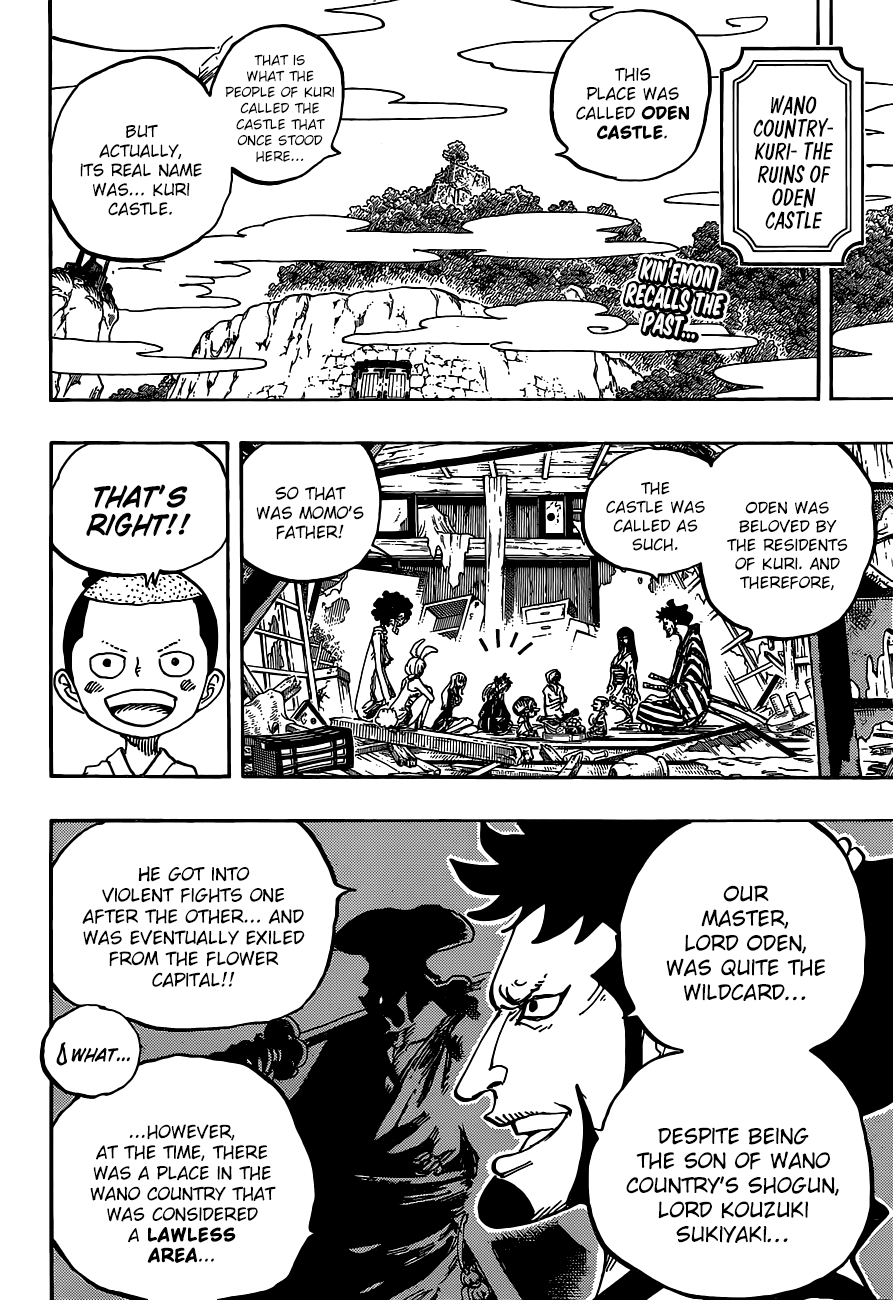 WANO
COUNTRY-
KURI- THE
RUINS OF
ODEN
CASTLE
THIS
PLACE WAS
CALLED ODEN
CASTLE.
THAT IS
WHAT THE
PEOPLE OF KURI
CALLED THE
CASTLE THAT
ONCE STOOD
HERE...
BUT
ACTUALLY,
ITS REAL NAME
WAS... KURI
CASTLE.
KIN'EMON
RECALLS THE
PAST...
ODEN WAS
BELOVED BY
THE RESIDENTS
OF KURI. AND
THEREFORE,
THE
CASTLE WAS
CALLED AS
SUCH.
SO THAT
WAS MOMO'S
FATHER!
THAT'S
RIGHT!!
OUR
MASTER,
LORD ODEN,
WAS QUITE THE
WILDCARD...
DESPITE BEING
THE SON OF WANO
COUNTRY'S SHOGUN,
LORD KOUZUKI
SUKIYAKI...
HE GOT INTO
VIOLENT FIGHTS ONE
AFTER THE OTHER... AND
WAS EVENTUALLY EXILED
FROM THE FLOWER
CAPITAL!!
WHAT...
...HOWEVER,
AT THE TIME, THERE
WAS A PLACE IN THE
WANO COUNTRY THAT
WAS CONSIDERED
A LAWLESS
AREA...